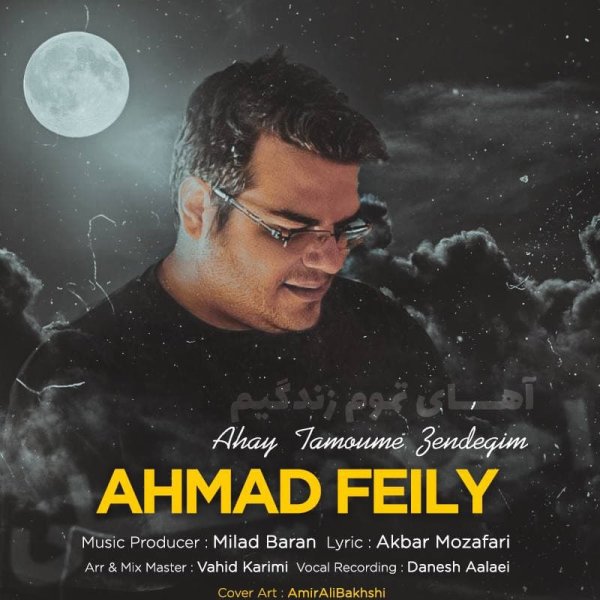 آهای تموم زندگیم
Ahay Tamoume Zendegim
AHMAD FEILY
Music Producer : Milad Baran Lyric : Akbar Mozafari
Arr & Mix Master : Vahid Karimi Vocal Recording : Danesh Aalaei
Cover Art : AmirAliBakhshi